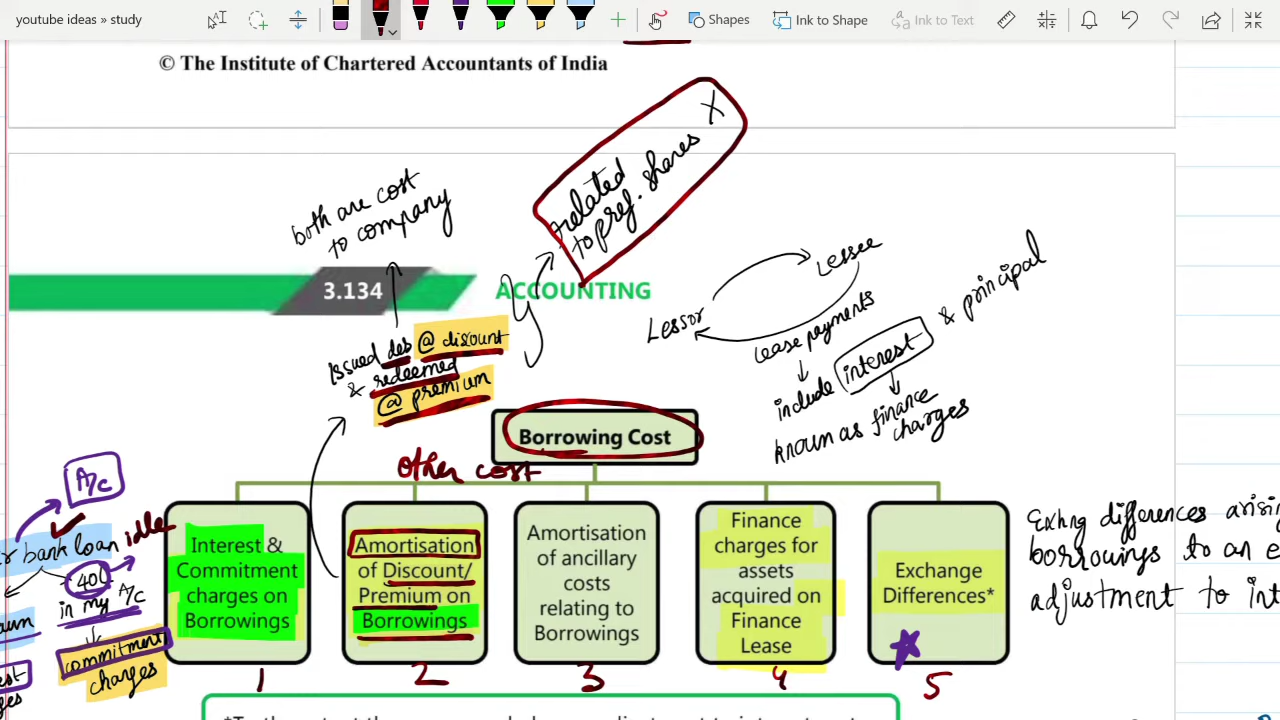 youtube ideas » study
Shapes
Ink to Shape
Ink to Text
© The Institute of Chartered Accountants of India
both are cost
to company
related
to pref. shares X
3.134
ACCOUNTING
Issued deb @ discount
& redeemed
@ premium
Lessor
Lessee
lease payments
include interest & principal
known as finance
charges
Borrowing Cost
other cost
A/c
bank loan idle
in my A/c
commitment
charges
Interest &
Commitment
charges on
Borrowings
1
Amortisation
of Discount/
Premium on
Borrowings
2
Amortisation
of ancillary
costs
relating to
Borrowings
3
Finance
charges for
assets
acquired on
Finance
Lease
4
Exchange
Differences*
5
differences arising
borrowings to an e
adjustment to int